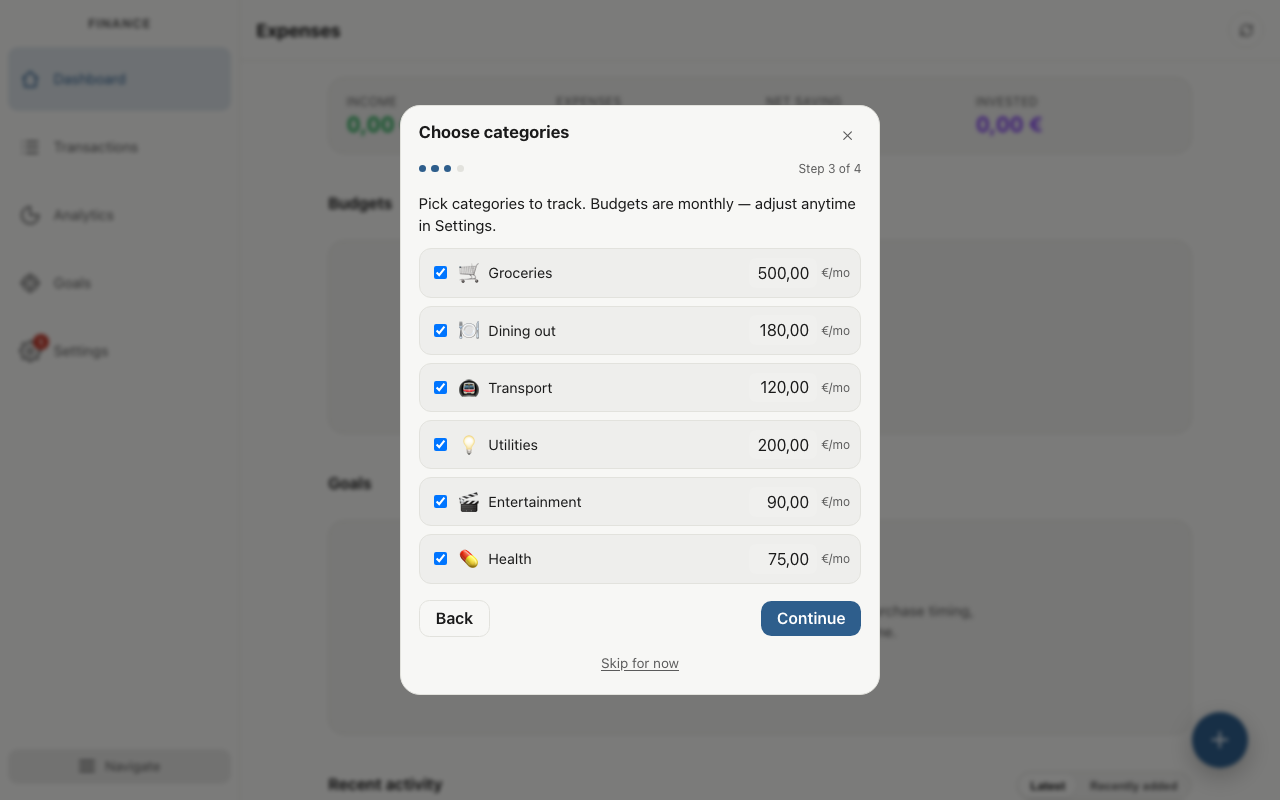 FINANCE
Dashboard
Transactions
Analytics
Goals
Settings
Navigate
Expenses
INCOME
EXPENSES
NET SAVING
INVESTED
0,00
0,00 €
Budgets
Goals
rchase timing,
Recent activity
Latest
Recently added
Choose categories
×
Step 3 of 4
Pick categories to track. Budgets are monthly — adjust anytime
in Settings.
Groceries 500,00 €/mo
Dining out 180,00 €/mo
Transport 120,00 €/mo
Utilities 200,00 €/mo
Entertainment 90,00 €/mo
Health 75,00 €/mo
Back
Continue
Skip for now